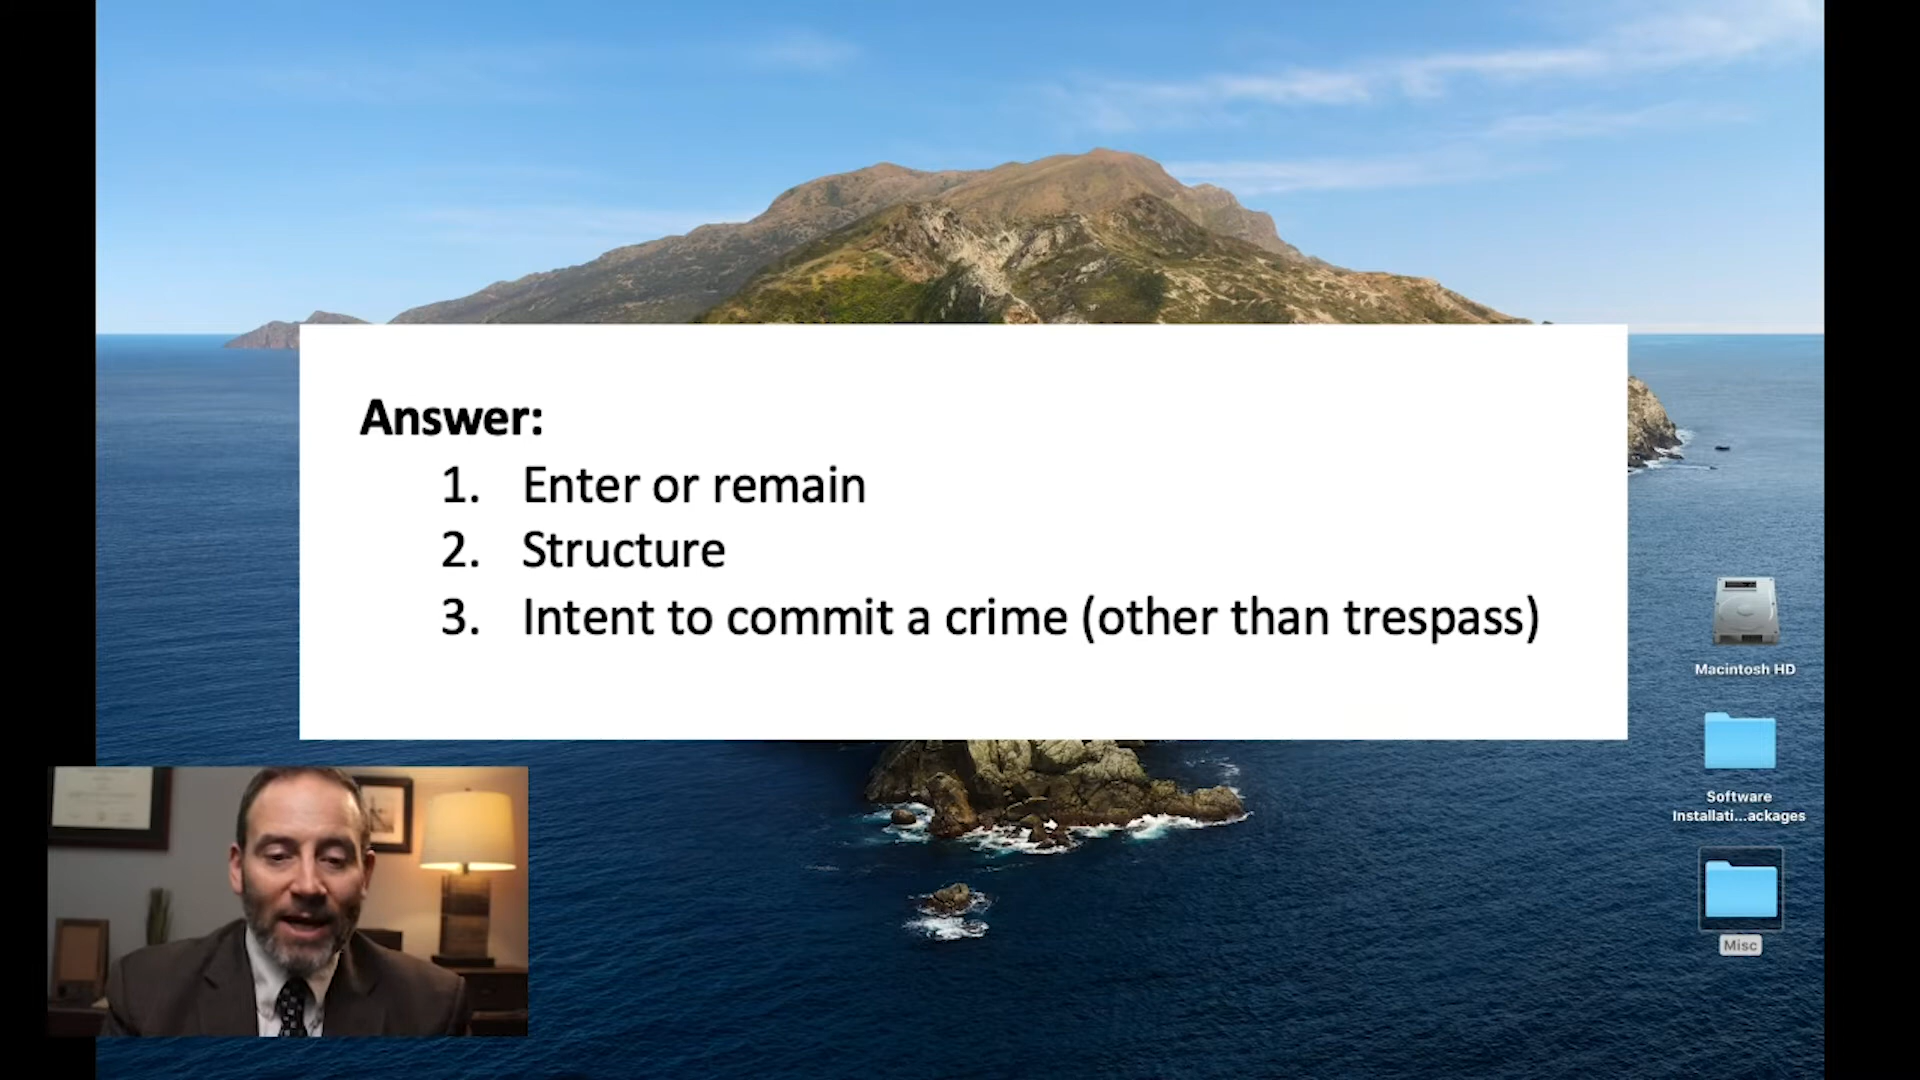 Answer:
1. Enter or remain
2. Structure
3. Intent to commit a crime (other than trespass)
Macintosh HD
Software
Installati...ackages
Misc